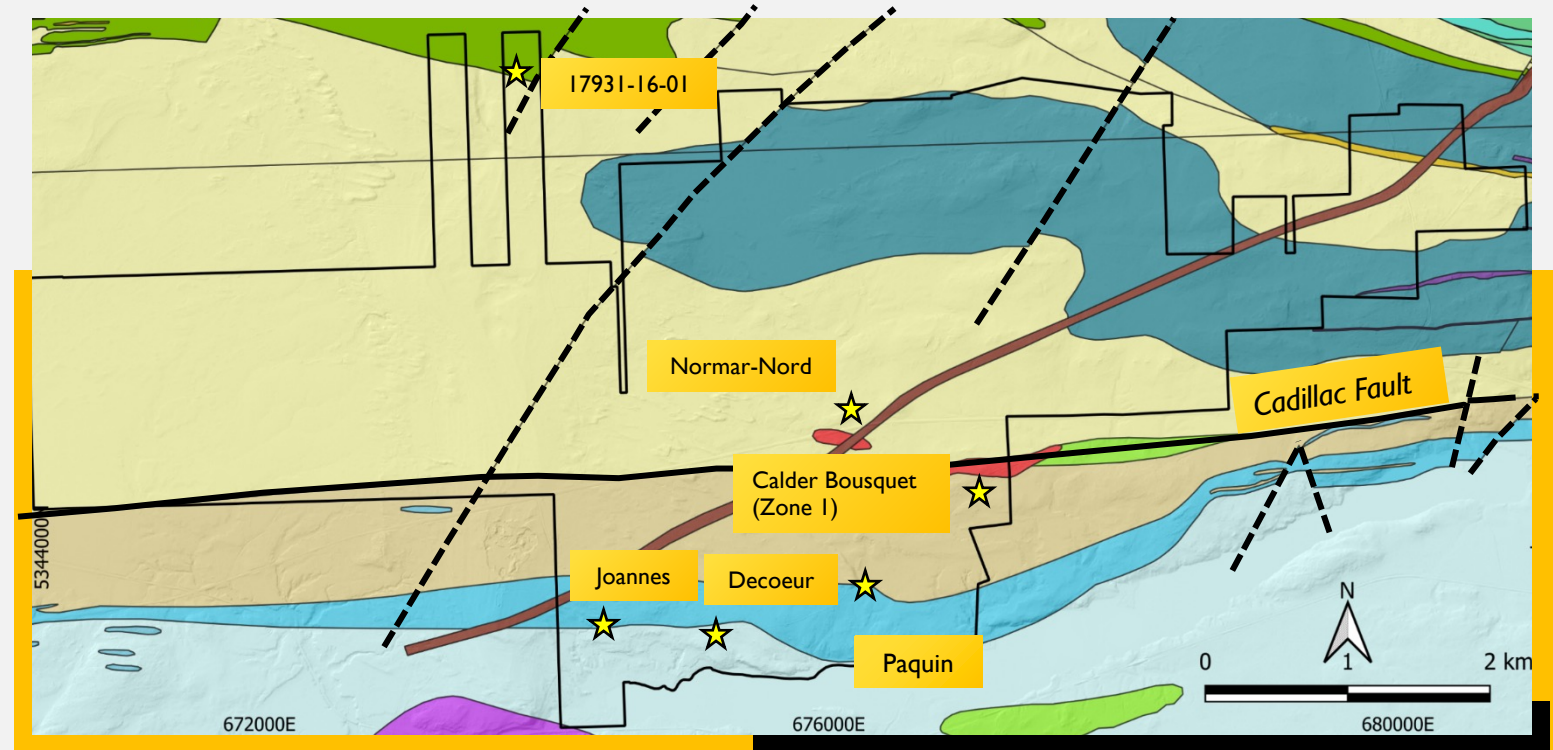 17931-16-01
Normar-Nord
Cadillac Fault
Calder Bousquet
(Zone 1)
5344000
Joannes
Decoeur
Paquin
N
0
1
2 km
672000E
676000E
680000E